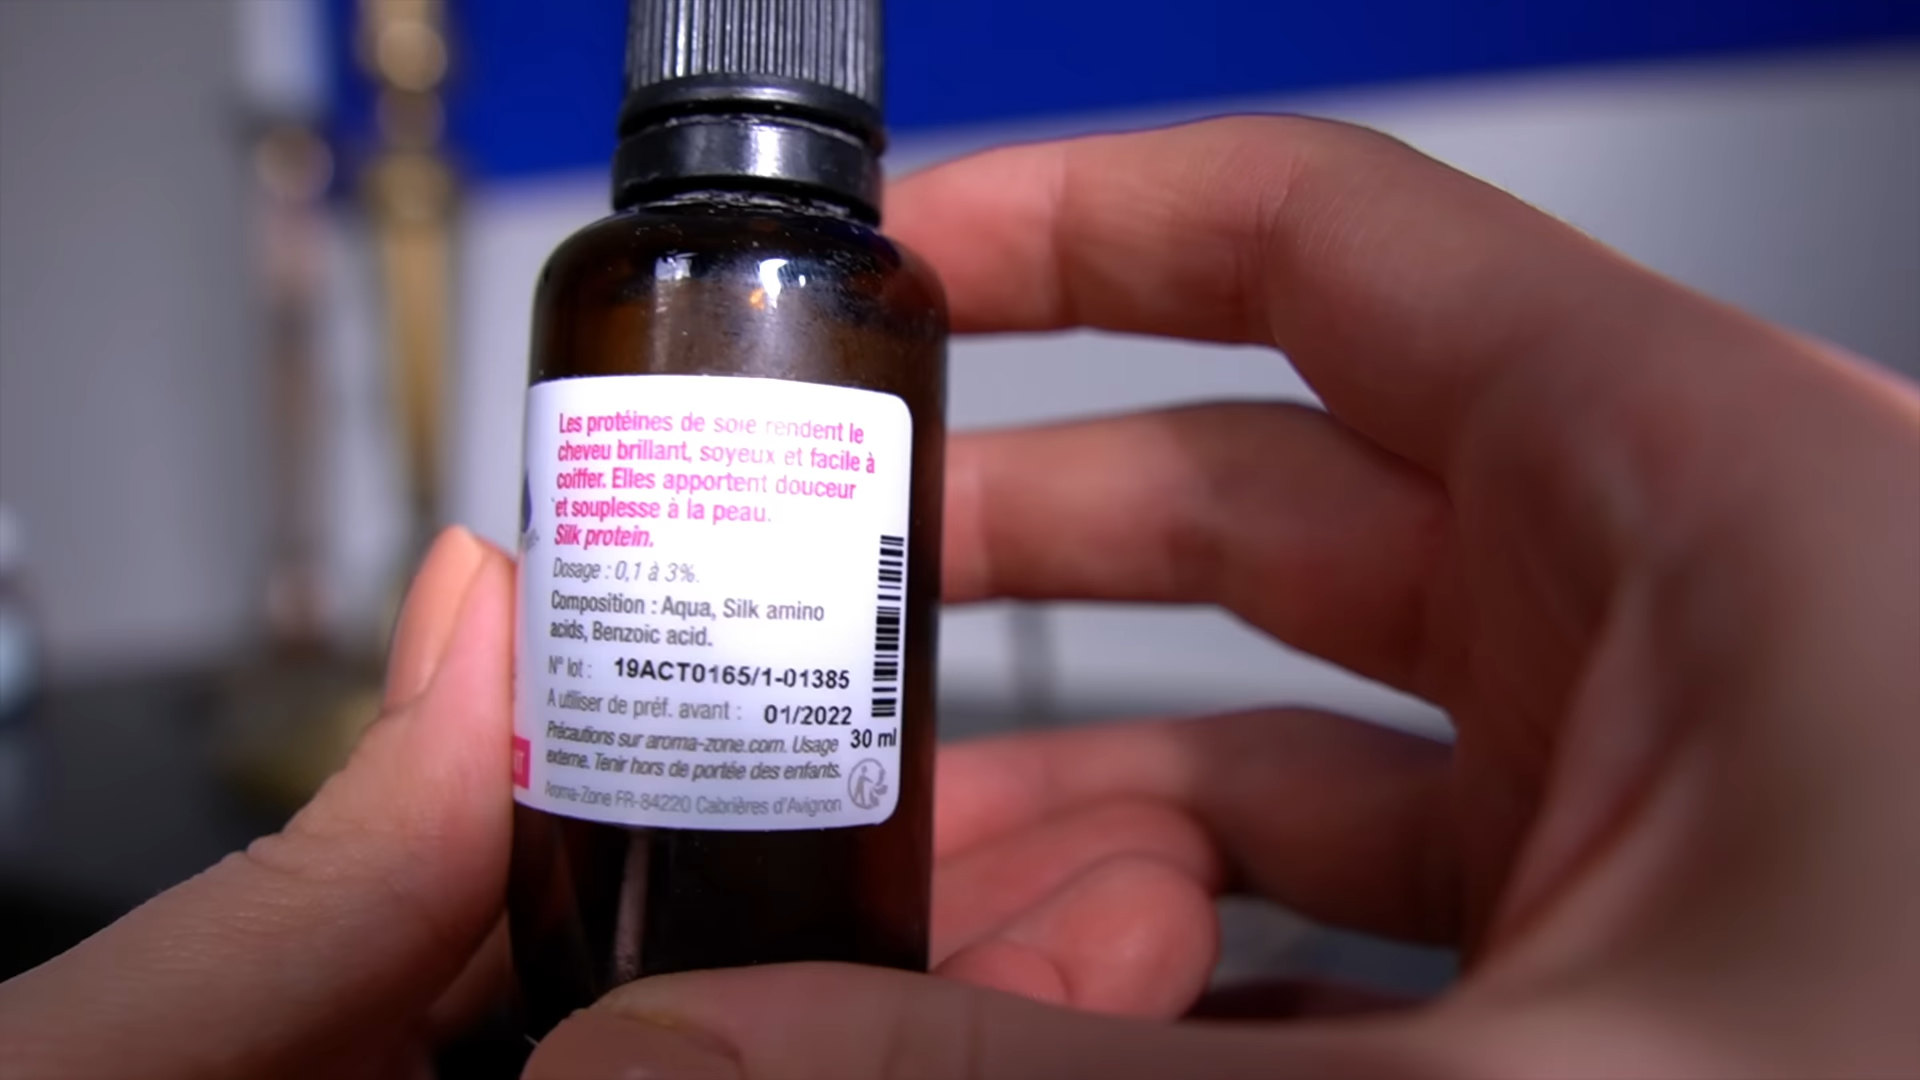 Les protéines de soie rendent le
cheveu brillant, soyeux et facile à
coiffer. Elles apportent douceur
et souplesse à la peau.
Silk protein.
Dosage : 0,1 à 3%.
Composition : Aqua, Silk amino
acids, Benzoic acid.
N° lot : 19ACT0165/1-01385
A utiliser de préf. avant : 01/2022
Précautions sur aroma-zone.com. Usage 30 ml
externe. Tenir hors de portée des enfants.
Aroma-Zone FR-84220 Cabrières d'Avignon